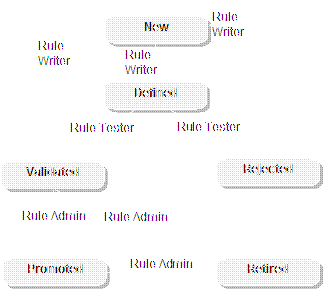 Rule
Writer
New
Rule
Writer
Rule
Writer
Defined
Rule Tester
Rule Tester
Validated
Rejected
Rule Admin
Rule Admin
Rule Admin
Promoted
Retired